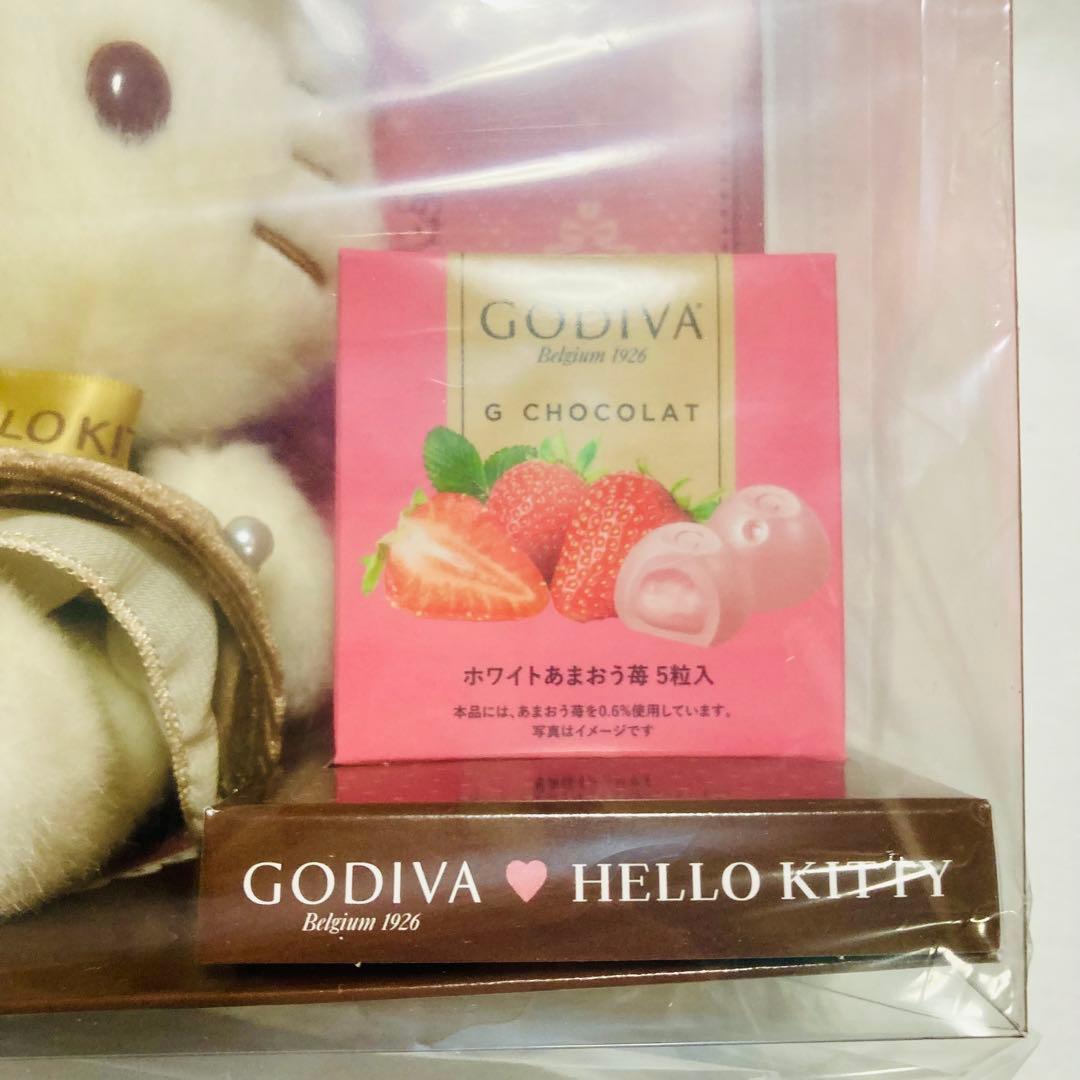 GODIVA
Belgium 1926
G CHOCOLAT
LO KIT
ホワイトあまおう苺 5粒入
本品には、あまおう苺を0.6%使用しています。
写真はイメージです
GODIVA ♥ HELLO KITTY
Belgium 1926